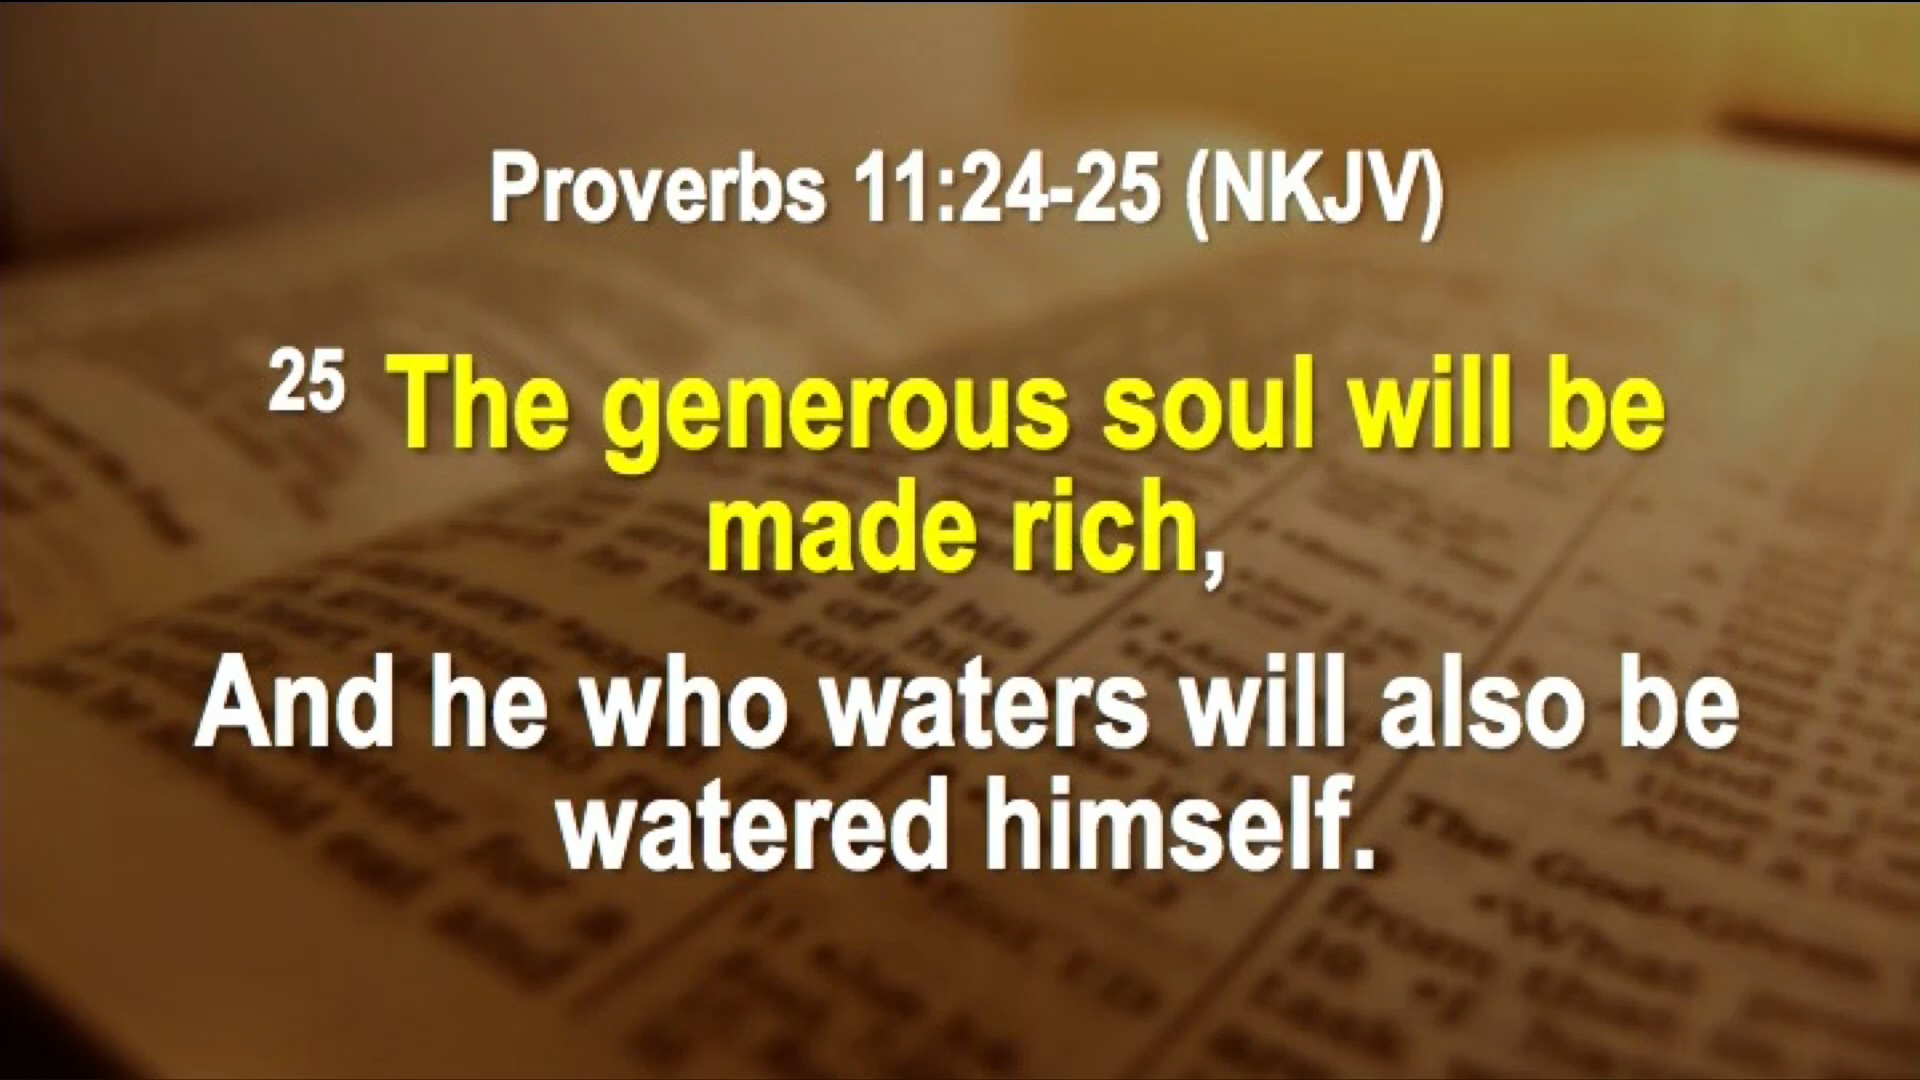 Proverbs 11:24-25 (NKJV)
25 The generous soul will be
made rich,
And he who waters will also be
watered himself.